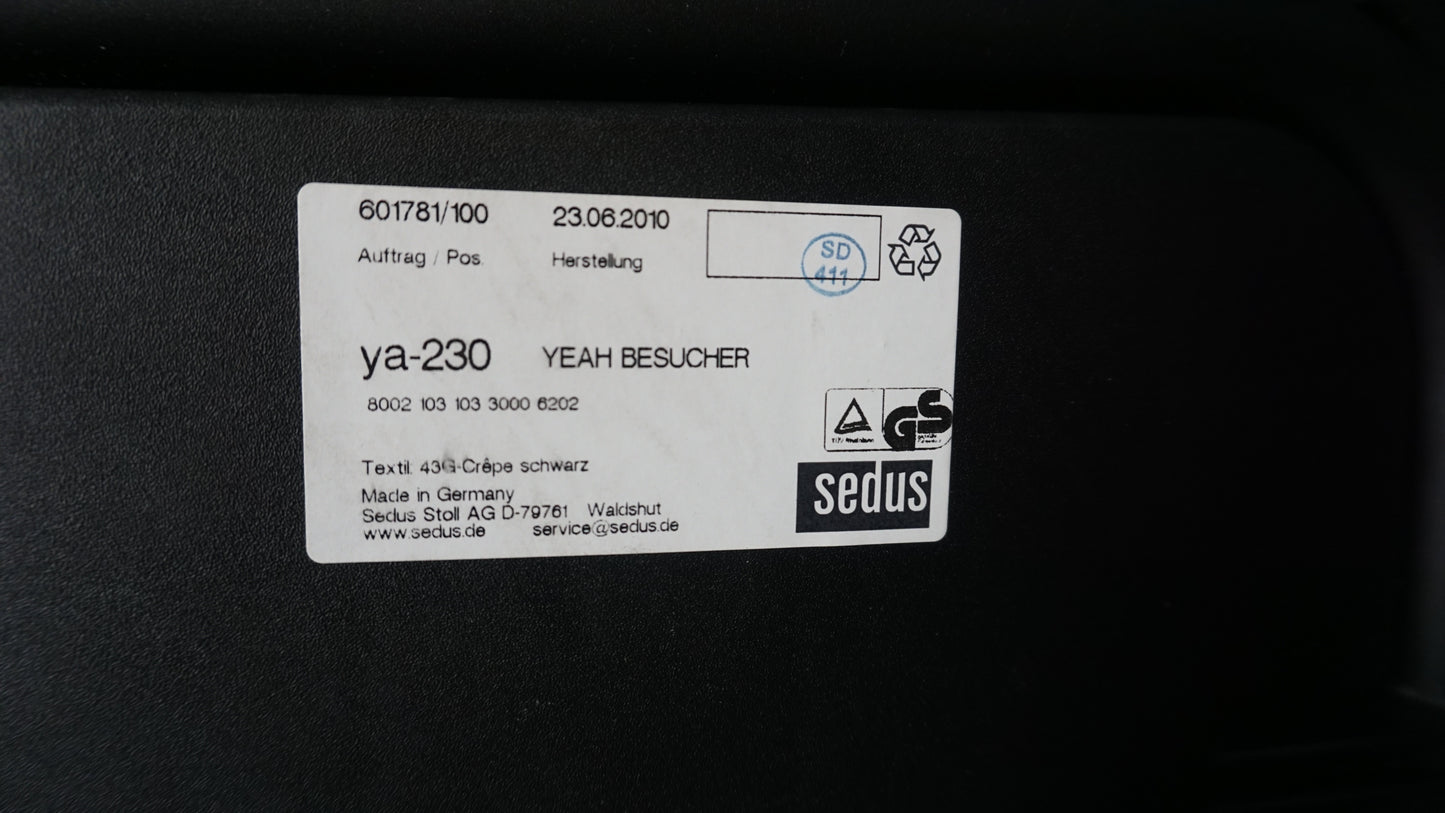 601781/100 23.06.2010
Auftrag / Pos. Herstellung
SD
411
ya-230 YEAH BESUCHER
8002 103 103 3000 6202
GS
Textil: 43G-Crêpe schwarz
sedus
Made in Germany
Sedus Stoll AG D-79761 Waldshut
www.sedus.de service@sedus.de